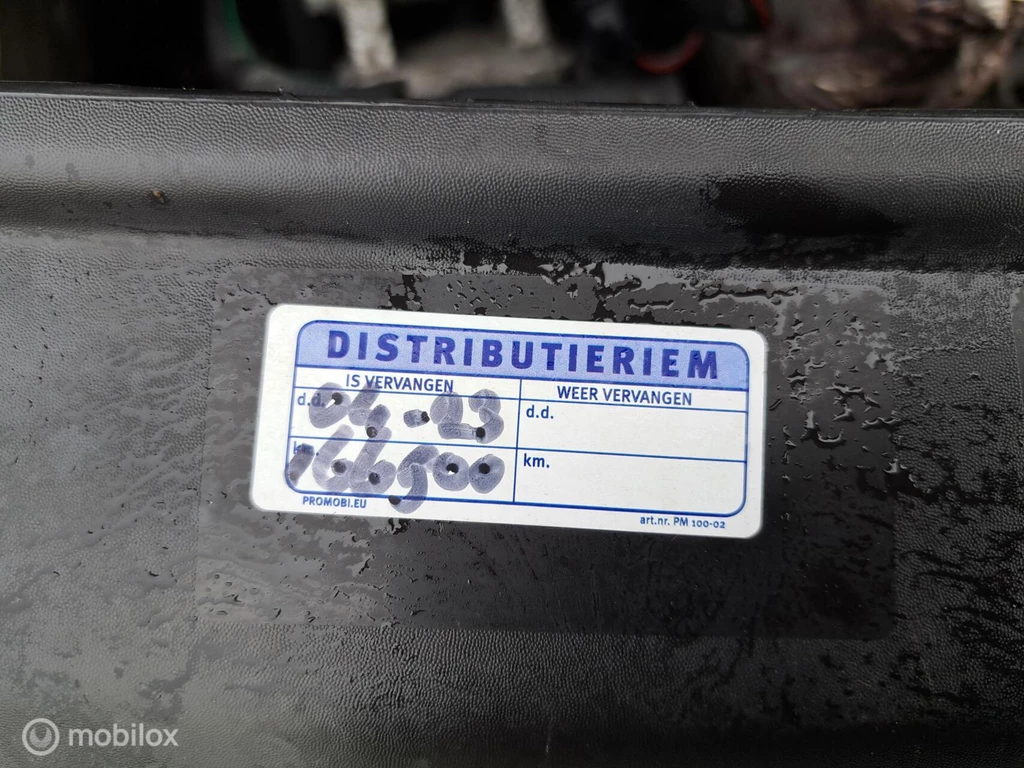 DISTRIBUTIERIEM
IS VERVANGEN
WEER VERVANGEN
d.d. 04-23
d.d.
km. 166500
km.
PROMOBI.EU
art.nr. PM 100-02
mobilox